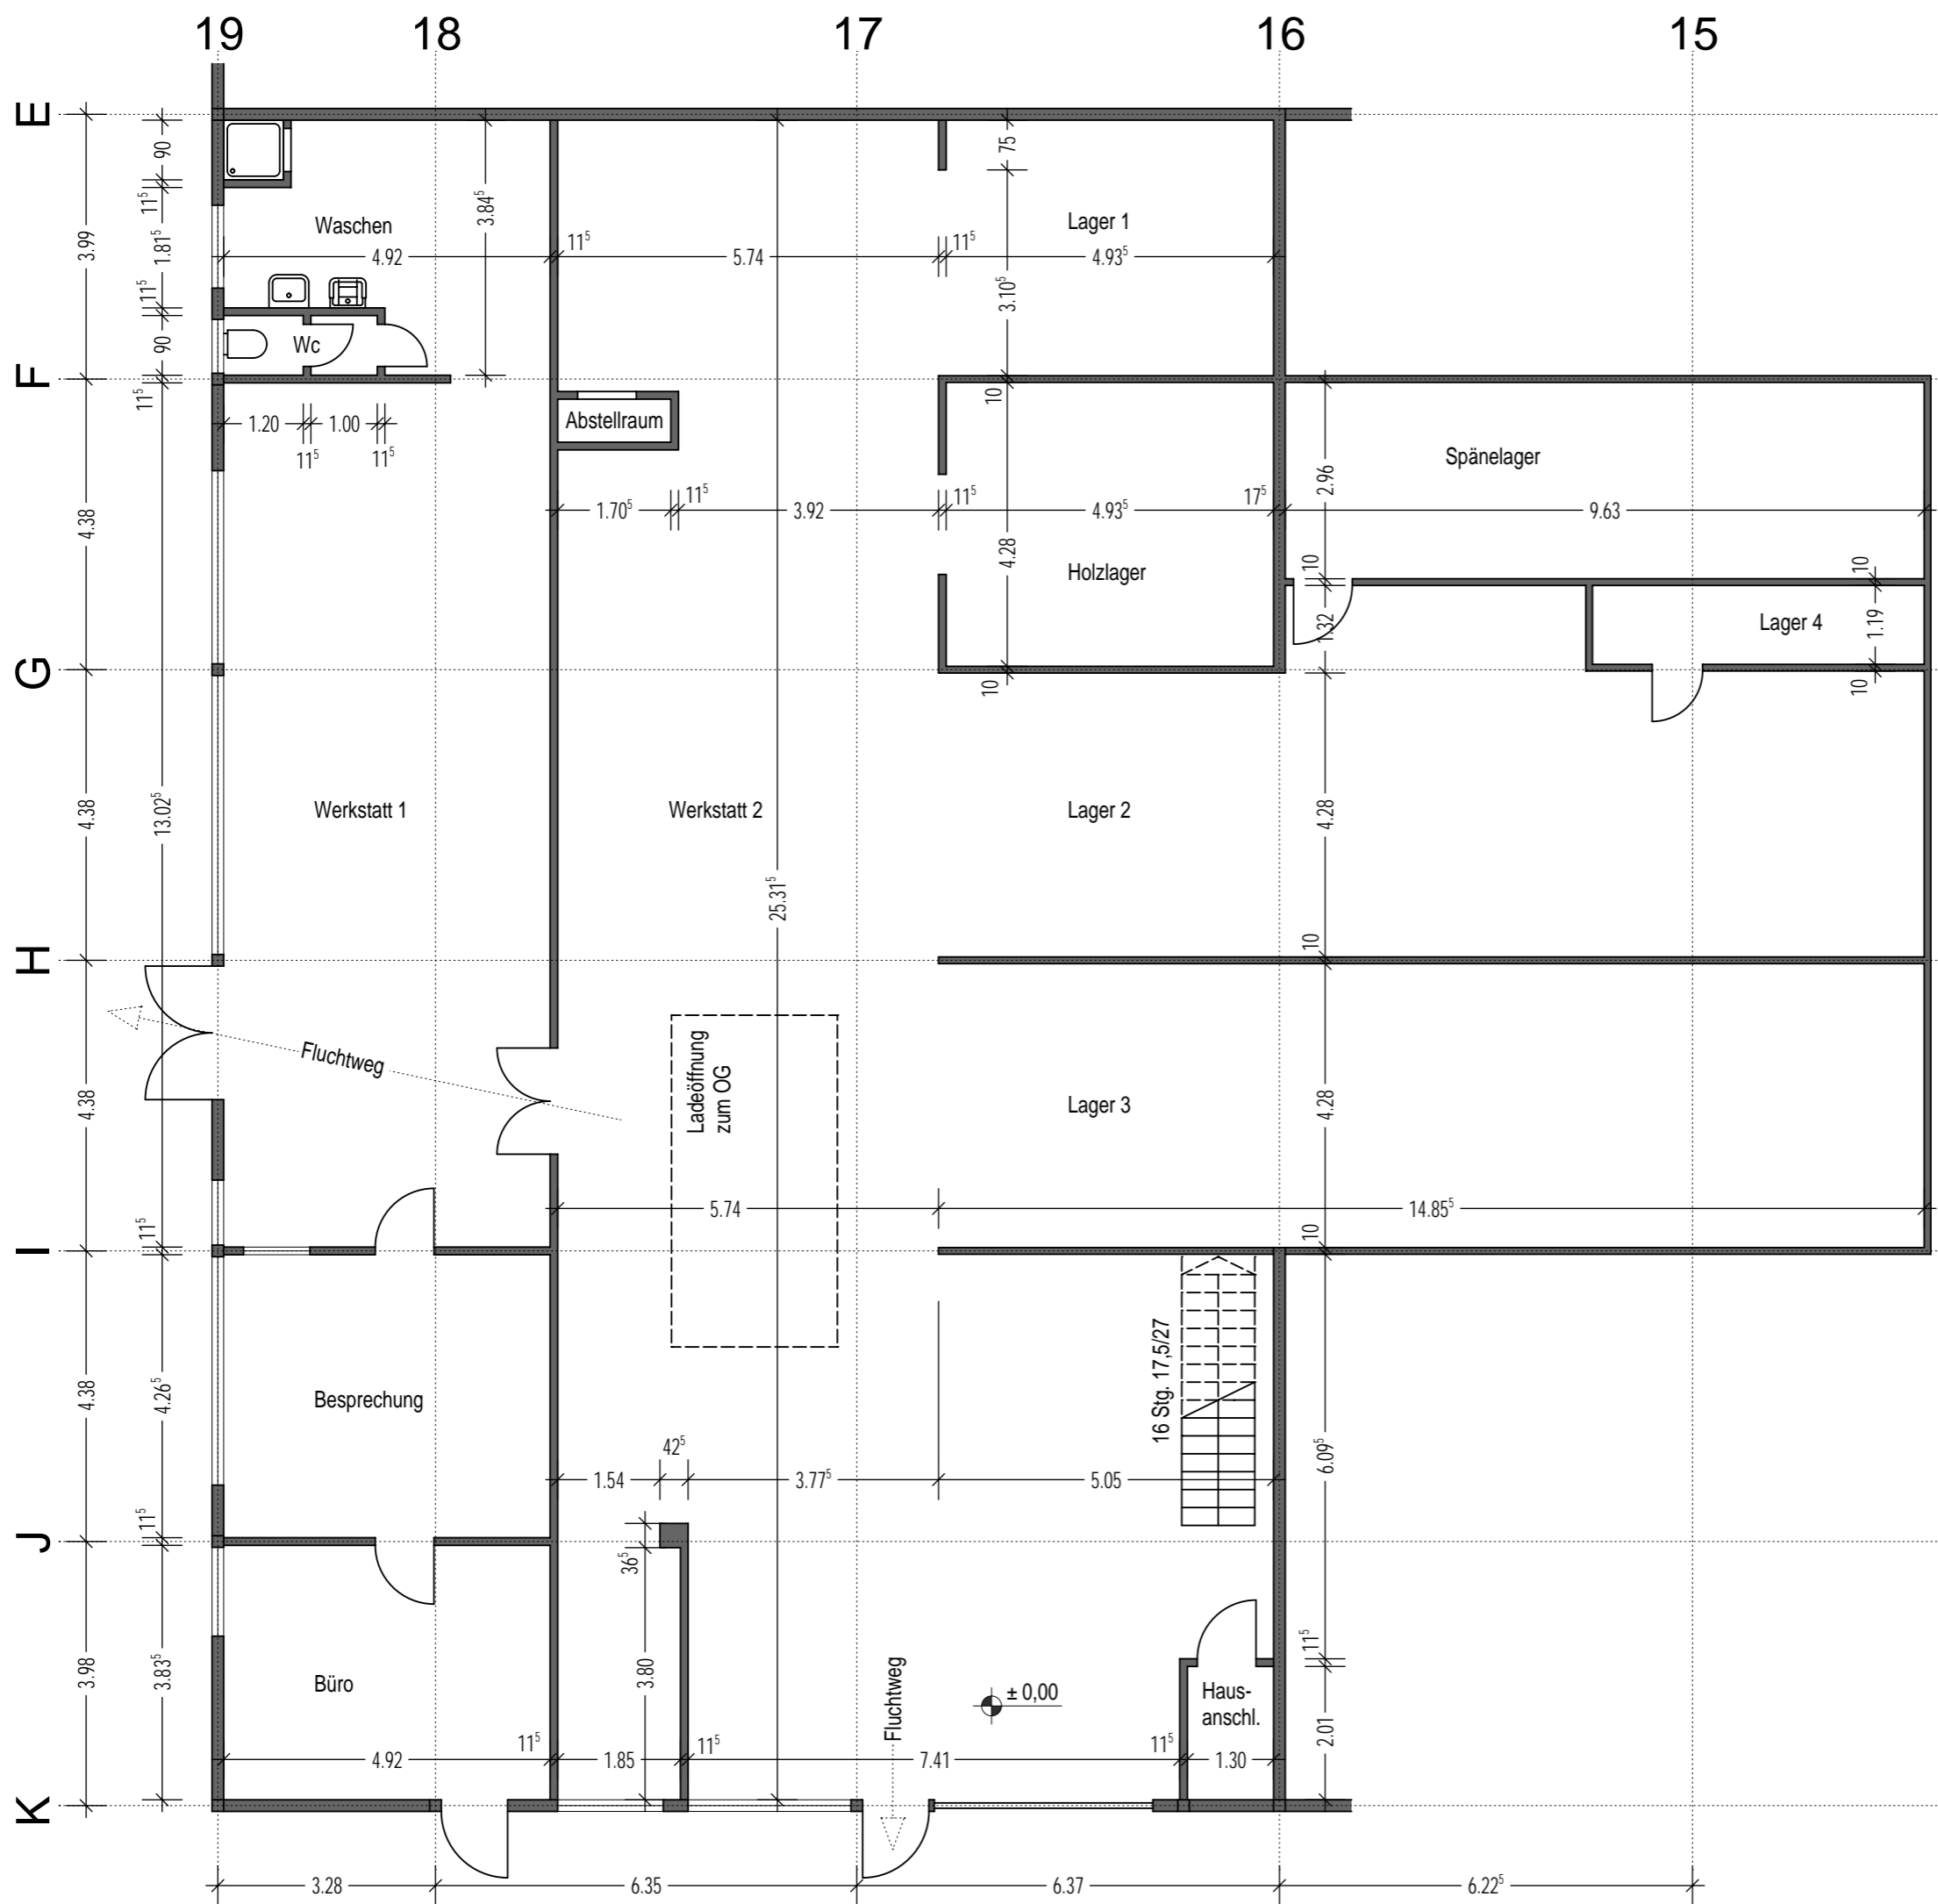 19 18 17 16 15
E
90
75
11⁵
3.84⁵
Waschen
Lager 1
3.99
1.81⁵
4.92
11⁵
5.74
11⁵
4.93⁵
11⁵
3.10⁵
90
Wc
F
11⁵
10
1.20
1.00
Abstellraum
11⁵
11⁵
Spänelager
2.96
11⁵
11⁵
17⁵
1.70⁵
3.92
4.93⁵
9.63
4.38
4.28
Holzlager
10
10
1.32
Lager 4
1.19
G
10
10
13.02⁵
4.38
Werkstatt 1
Werkstatt 2
Lager 2
4.28
25.31⁵
H
10
Fluchtweg
Ladeöffnung
zum OG
4.38
Lager 3
4.28
5.74
14.85⁵
11⁵
10
I
16 Stg. 17,5/27
4.38
4.26⁵
Besprechung
42⁵
6.09⁵
1.54
3.77⁵
5.05
11⁵
J
36⁵
11⁵
3.98
3.83⁵
Büro
3.80
Fluchtweg
± 0,00
Haus-
anschl.
2.01
4.92
11⁵
1.85
11⁵
7.41
11⁵
1.30
K
3.28
6.35
6.37
6.22⁵